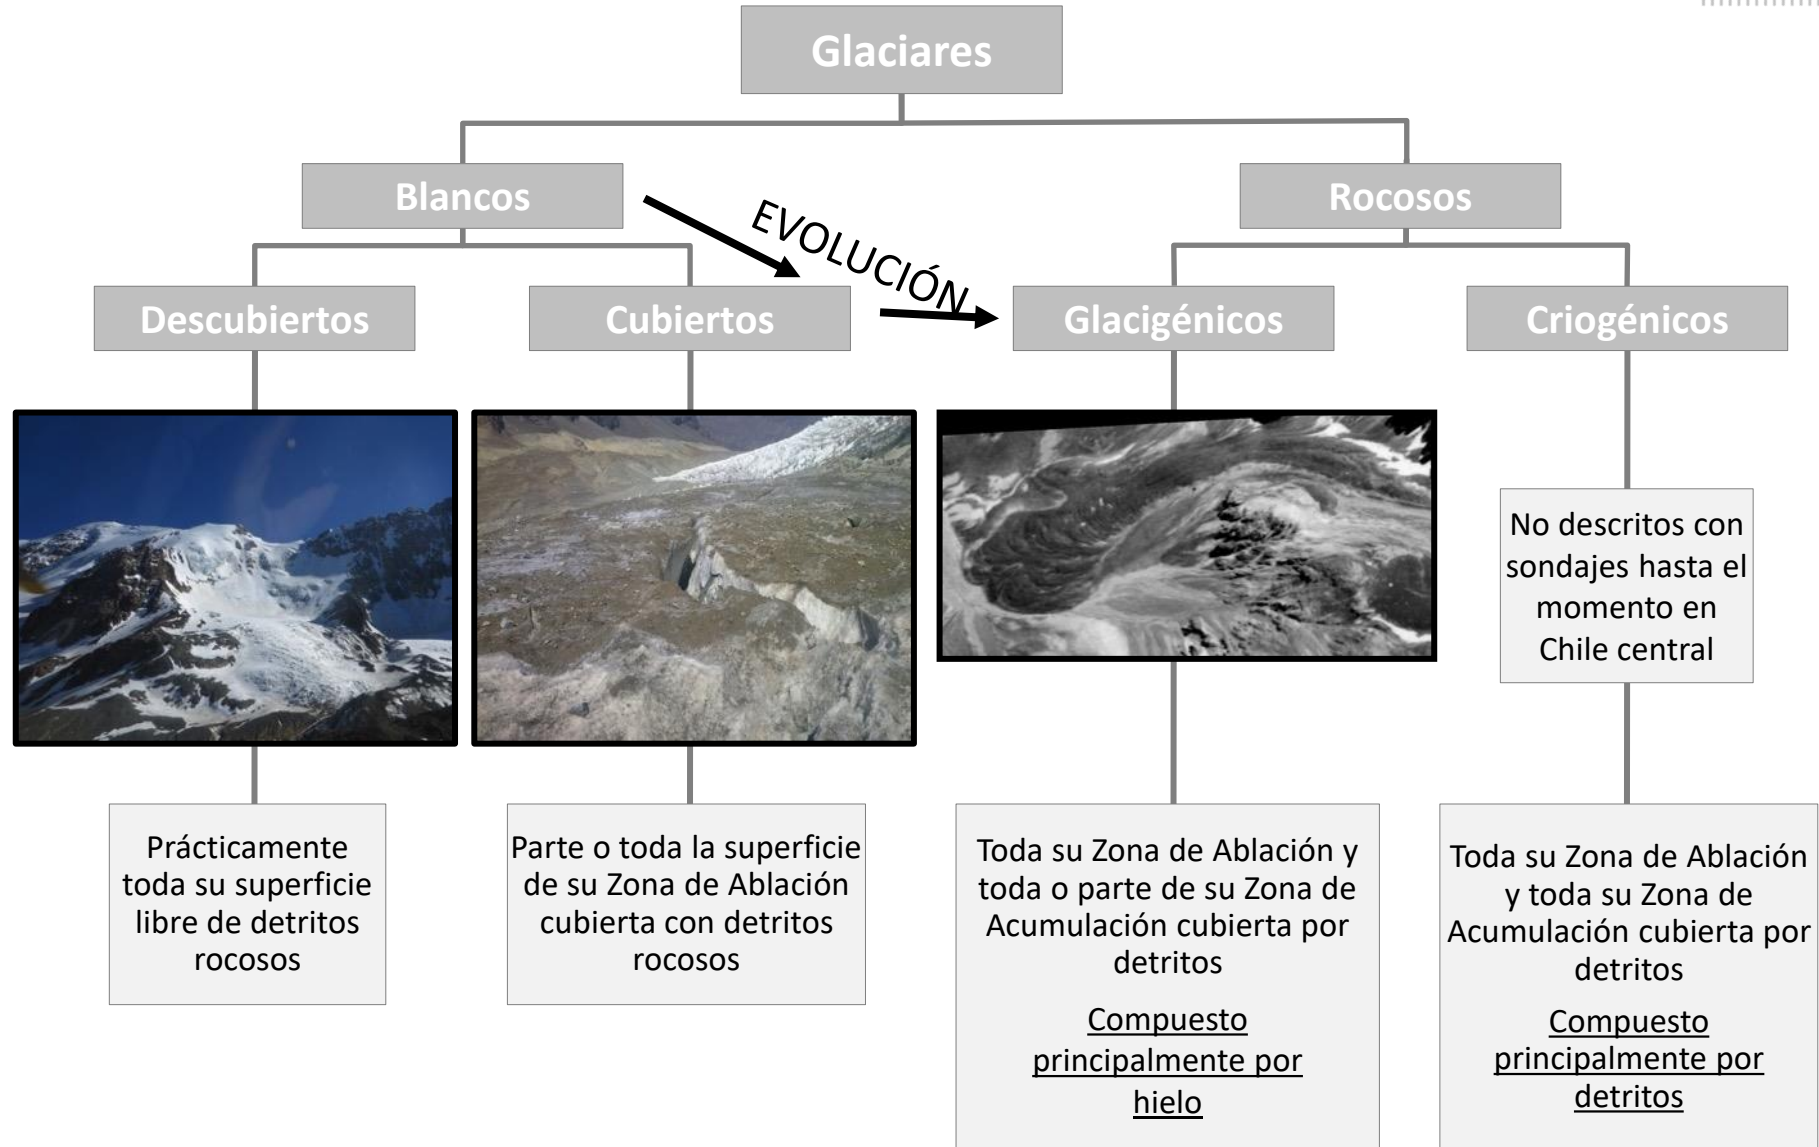 Glaciares
Blancos
Rocosos
EVOLUCIÓN
Descubiertos
Cubiertos
Glacigénicos
Criogénicos
No descritos con
sondajes hasta el
momento en
Chile central
Prácticamente
toda su superficie
libre de detritos
rocosos
Parte o toda la superficie
de su Zona de Ablación
cubierta con detritos
rocosos
Toda su Zona de Ablación y
toda o parte de su Zona de
Acumulación cubierta por
detritos
Compuesto
principalmente por
hielo
Toda su Zona de Ablación
y toda su Zona de
Acumulación cubierta por
detritos
Compuesto
principalmente por
detritos